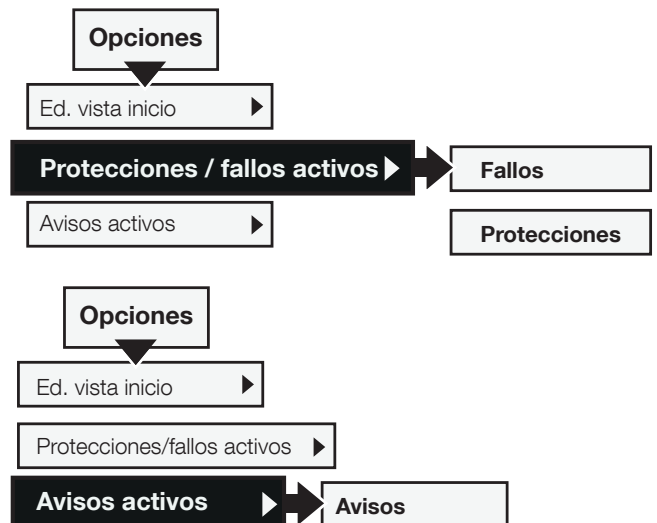 Opciones
Ed. vista inicio
Protecciones / fallos activos
Fallos
Avisos activos
Protecciones
Opciones
Ed. vista inicio
Protecciones/fallos activos
Avisos activos
Avisos